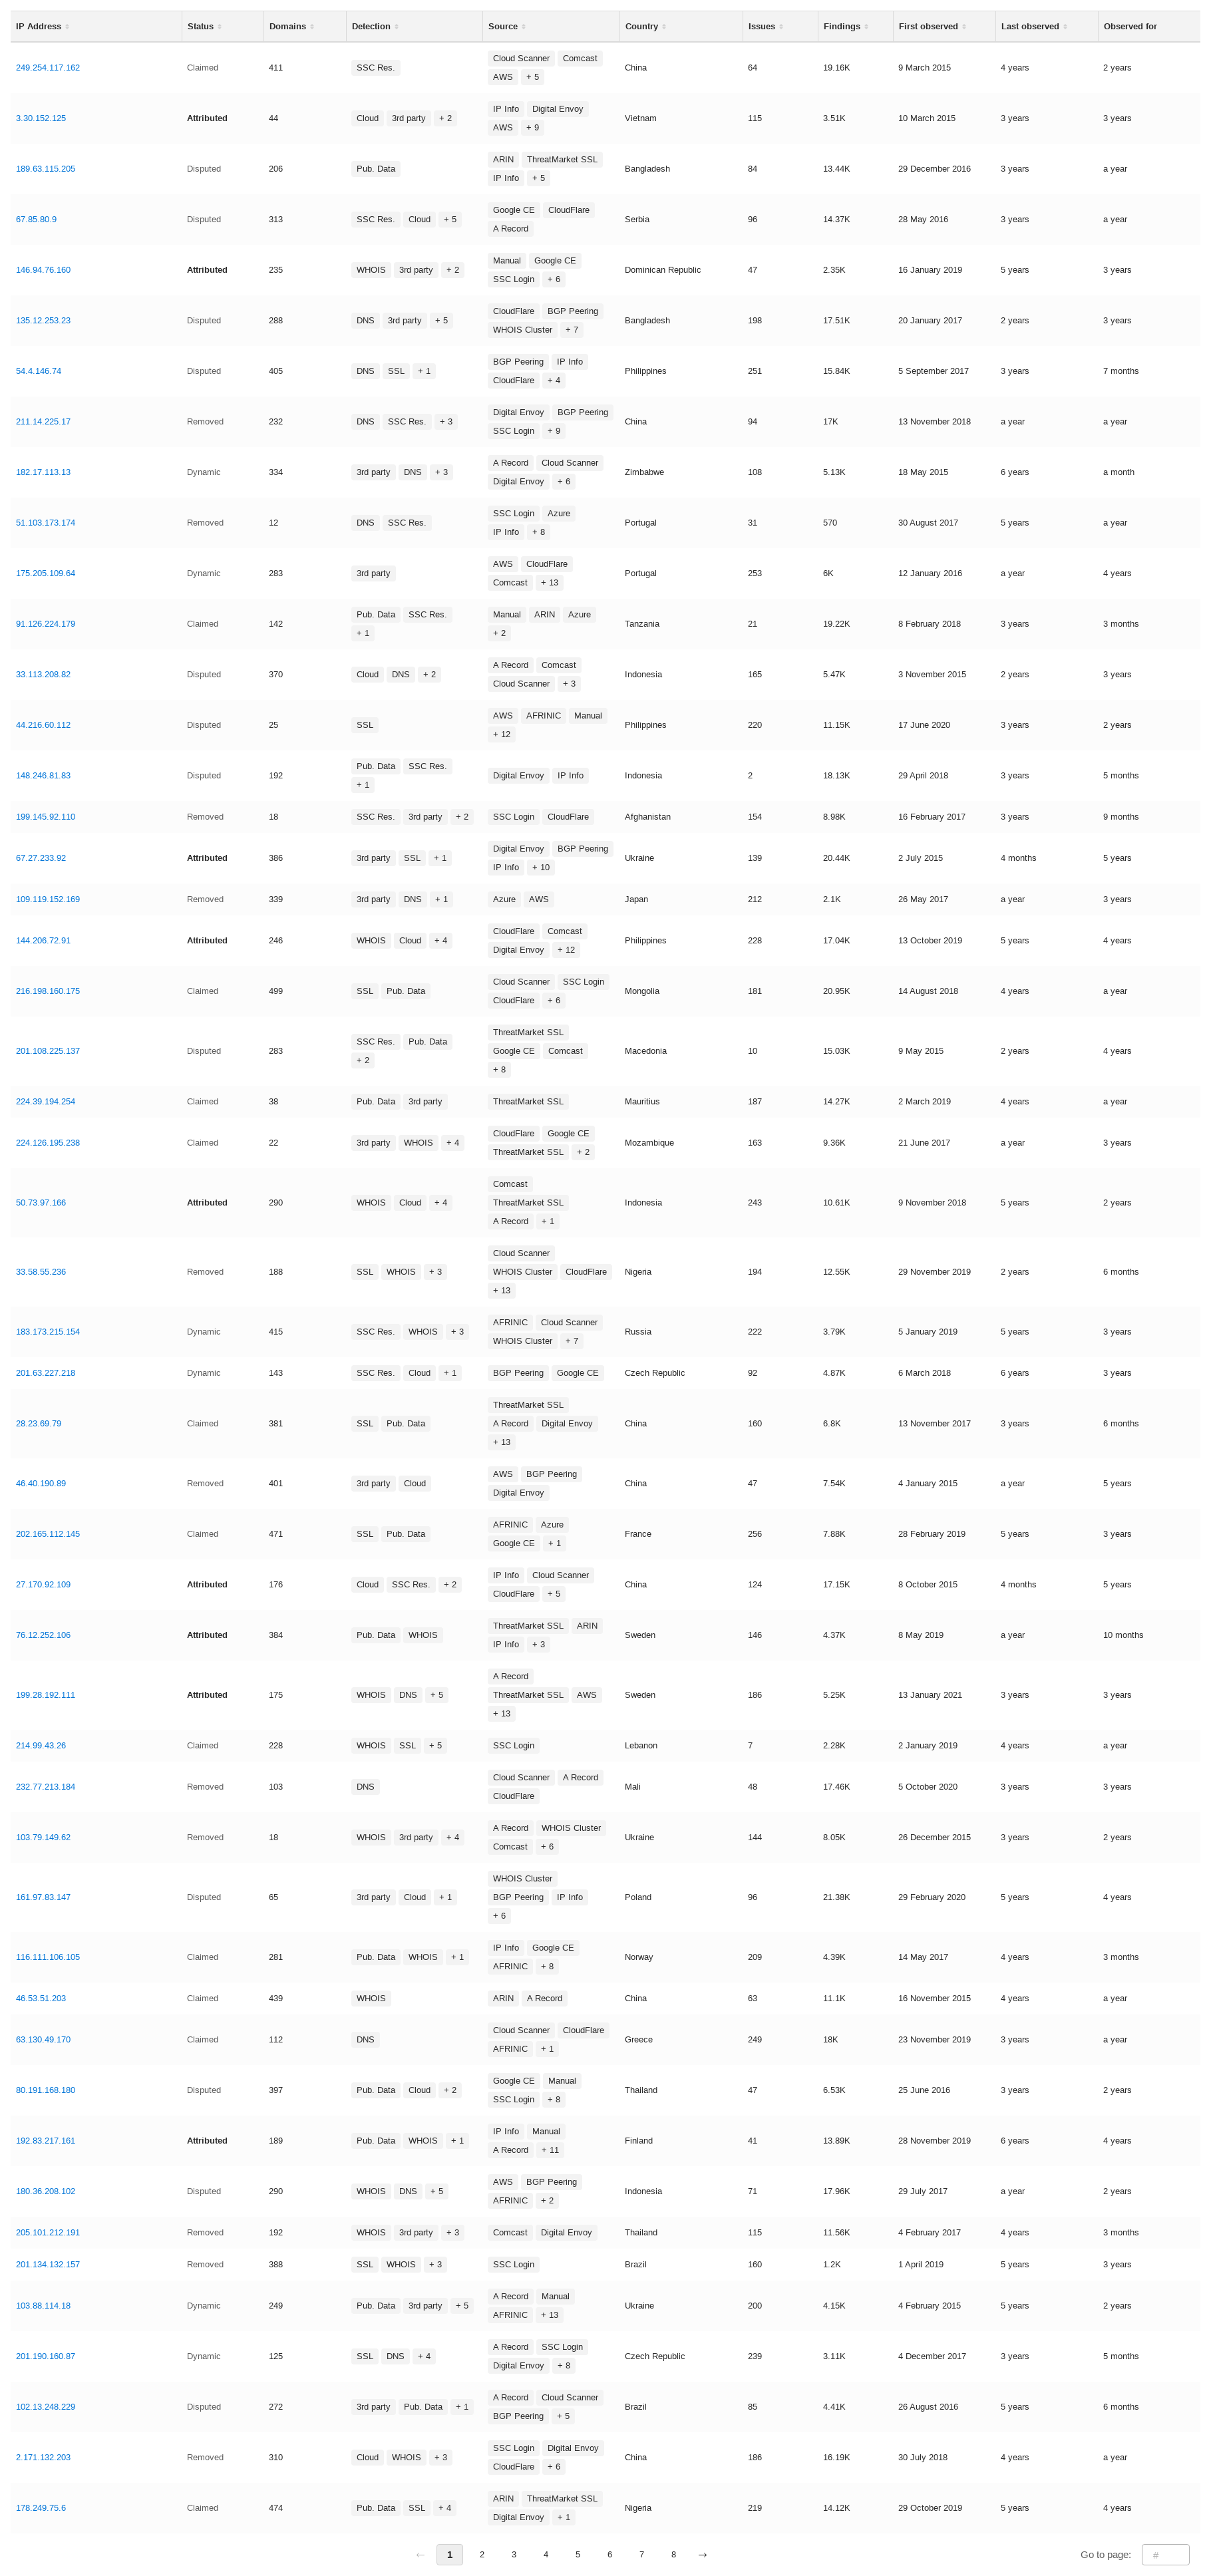 IP Address Status Domains Detection Source Country Issues Findings First observed Last observed Observed for
249.254.117.162 Claimed 411 SSC Res. Cloud Scanner Comcast AWS + 5 China 64 19.16K 9 March 2015 4 years 2 years
3.30.152.125 Attributed 44 Cloud 3rd party + 2 IP Info Digital Envoy AWS + 9 Vietnam 115 3.51K 10 March 2015 3 years 3 years
189.63.115.205 Disputed 206 Pub. Data ARIN ThreatMarket SSL IP Info + 5 Bangladesh 84 13.44K 29 December 2016 3 years a year
67.85.80.9 Disputed 313 SSC Res. Cloud + 5 Google CE CloudFlare A Record Serbia 96 14.37K 28 May 2016 3 years a year
146.94.76.160 Attributed 235 WHOIS 3rd party + 2 Manual Google CE SSC Login + 6 Dominican Republic 47 2.35K 16 January 2019 5 years 3 years
135.12.253.23 Disputed 288 DNS 3rd party + 5 CloudFlare BGP Peering WHOIS Cluster + 7 Bangladesh 198 17.51K 20 January 2017 2 years 3 years
54.4.146.74 Disputed 405 DNS SSL + 1 BGP Peering IP Info CloudFlare + 4 Philippines 251 15.84K 5 September 2017 3 years 7 months
211.14.225.17 Removed 232 DNS SSC Res. + 3 Digital Envoy BGP Peering SSC Login + 9 China 94 17K 13 November 2018 a year a year
182.17.113.13 Dynamic 334 3rd party DNS + 3 A Record Cloud Scanner Digital Envoy + 6 Zimbabwe 108 5.13K 18 May 2015 6 years a month
51.103.173.174 Removed 12 DNS SSC Res. SSC Login Azure IP Info + 8 Portugal 31 570 30 August 2017 5 years a year
175.205.109.64 Dynamic 283 3rd party AWS CloudFlare Comcast + 13 Portugal 253 6K 12 January 2016 a year 4 years
91.126.224.179 Claimed 142 Pub. Data SSC Res. + 1 Manual ARIN Azure + 2 Tanzania 21 19.22K 8 February 2018 3 years 3 months
33.113.208.82 Disputed 370 Cloud DNS + 2 A Record Comcast Cloud Scanner + 3 Indonesia 165 5.47K 3 November 2015 2 years 3 years
44.216.60.112 Disputed 25 SSL AWS AFRINIC Manual + 12 Philippines 220 11.15K 17 June 2020 3 years 2 years
148.246.81.83 Disputed 192 Pub. Data SSC Res. + 1 Digital Envoy IP Info Indonesia 2 18.13K 29 April 2018 3 years 5 months
199.145.92.110 Removed 18 SSC Res. 3rd party + 2 SSC Login CloudFlare Afghanistan 154 8.98K 16 February 2017 3 years 9 months
67.27.233.92 Attributed 386 3rd party SSL + 1 Digital Envoy BGP Peering IP Info + 10 Ukraine 139 20.44K 2 July 2015 4 months 5 years
109.119.152.169 Removed 339 3rd party DNS + 1 Azure AWS Japan 212 2.1K 26 May 2017 a year 3 years
144.206.72.91 Attributed 246 WHOIS Cloud + 4 CloudFlare Comcast Digital Envoy + 12 Philippines 228 17.04K 13 October 2019 5 years 4 years
216.198.160.175 Claimed 499 SSL Pub. Data Cloud Scanner SSC Login CloudFlare + 6 Mongolia 181 20.95K 14 August 2018 4 years a year
201.108.225.137 Disputed 283 SSC Res. Pub. Data + 2 ThreatMarket SSL Google CE Comcast + 8 Macedonia 10 15.03K 9 May 2015 2 years 4 years
224.39.194.254 Claimed 38 Pub. Data 3rd party ThreatMarket SSL Mauritius 187 14.27K 2 March 2019 4 years a year
224.126.195.238 Claimed 22 3rd party WHOIS + 4 CloudFlare Google CE ThreatMarket SSL + 2 Mozambique 163 9.36K 21 June 2017 a year 3 years
50.73.97.166 Attributed 290 WHOIS Cloud + 4 Comcast ThreatMarket SSL A Record + 1 Indonesia 243 10.61K 9 November 2018 5 years 2 years
33.58.55.236 Removed 188 SSL WHOIS + 3 Cloud Scanner WHOIS Cluster CloudFlare + 13 Nigeria 194 12.55K 29 November 2019 2 years 6 months
183.173.215.154 Dynamic 415 SSC Res. WHOIS + 3 AFRINIC Cloud Scanner WHOIS Cluster + 7 Russia 222 3.79K 5 January 2019 5 years 3 years
201.63.227.218 Dynamic 143 SSC Res. Cloud + 1 BGP Peering Google CE Czech Republic 92 4.87K 6 March 2018 6 years 3 years
28.23.69.79 Claimed 381 SSL Pub. Data ThreatMarket SSL A Record Digital Envoy + 13 China 160 6.8K 13 November 2017 3 years 6 months
46.40.190.89 Removed 401 3rd party Cloud AWS BGP Peering Digital Envoy China 47 7.54K 4 January 2015 a year 5 years
202.165.112.145 Claimed 471 SSL Pub. Data AFRINIC Azure Google CE + 1 France 256 7.88K 28 February 2019 5 years 3 years
27.170.92.109 Attributed 176 Cloud SSC Res. + 2 IP Info Cloud Scanner CloudFlare + 5 China 124 17.15K 8 October 2015 4 months 5 years
76.12.252.106 Attributed 384 Pub. Data WHOIS ThreatMarket SSL ARIN IP Info + 3 Sweden 146 4.37K 8 May 2019 a year 10 months
199.28.192.111 Attributed 175 WHOIS DNS + 5 A Record ThreatMarket SSL AWS + 13 Sweden 186 5.25K 13 January 2021 3 years 3 years
214.99.43.26 Claimed 228 WHOIS SSL + 5 SSC Login Lebanon 7 2.28K 2 January 2019 4 years a year
232.77.213.184 Removed 103 DNS Cloud Scanner A Record CloudFlare Mali 48 17.46K 5 October 2020 3 years 3 years
103.79.149.62 Removed 18 WHOIS 3rd party + 4 A Record WHOIS Cluster Comcast + 6 Ukraine 144 8.05K 26 December 2015 3 years 2 years
161.97.83.147 Disputed 65 3rd party Cloud + 1 WHOIS Cluster BGP Peering IP Info + 6 Poland 96 21.38K 29 February 2020 5 years 4 years
116.111.106.105 Claimed 281 Pub. Data WHOIS + 1 IP Info Google CE AFRINIC + 8 Norway 209 4.39K 14 May 2017 4 years 3 months
46.53.51.203 Claimed 439 WHOIS ARIN A Record China 63 11.1K 16 November 2015 4 years a year
63.130.49.170 Claimed 112 DNS Cloud Scanner CloudFlare AFRINIC + 1 Greece 249 18K 23 November 2019 3 years a year
80.191.168.180 Disputed 397 Pub. Data Cloud + 2 Google CE Manual SSC Login + 8 Thailand 47 6.53K 25 June 2016 3 years 2 years
192.83.217.161 Attributed 189 Pub. Data WHOIS + 1 IP Info Manual A Record + 11 Finland 41 13.89K 28 November 2019 6 years 4 years
180.36.208.102 Disputed 290 WHOIS DNS + 5 AWS BGP Peering AFRINIC + 2 Indonesia 71 17.96K 29 July 2017 a year 2 years
205.101.212.191 Removed 192 WHOIS 3rd party + 3 Comcast Digital Envoy Thailand 115 11.56K 4 February 2017 4 years 3 months
201.134.132.157 Removed 388 SSL WHOIS + 3 SSC Login Brazil 160 1.2K 1 April 2019 5 years 3 years
103.88.114.18 Dynamic 249 Pub. Data 3rd party + 5 A Record Manual AFRINIC + 13 Ukraine 200 4.15K 4 February 2015 5 years 2 years
201.190.160.87 Dynamic 125 SSL DNS + 4 A Record SSC Login Digital Envoy + 8 Czech Republic 239 3.11K 4 December 2017 3 years 5 months
102.13.248.229 Disputed 272 3rd party Pub. Data + 1 A Record Cloud Scanner BGP Peering + 5 Brazil 85 4.41K 26 August 2016 5 years 6 months
2.171.132.203 Removed 310 Cloud WHOIS + 3 SSC Login Digital Envoy CloudFlare + 6 China 186 16.19K 30 July 2018 4 years a year
178.249.75.6 Claimed 474 Pub. Data SSL + 4 ARIN ThreatMarket SSL Digital Envoy + 1 Nigeria 219 14.12K 29 October 2019 5 years 4 years
← 1 2 3 4 5 6 7 8 → Go to page: #